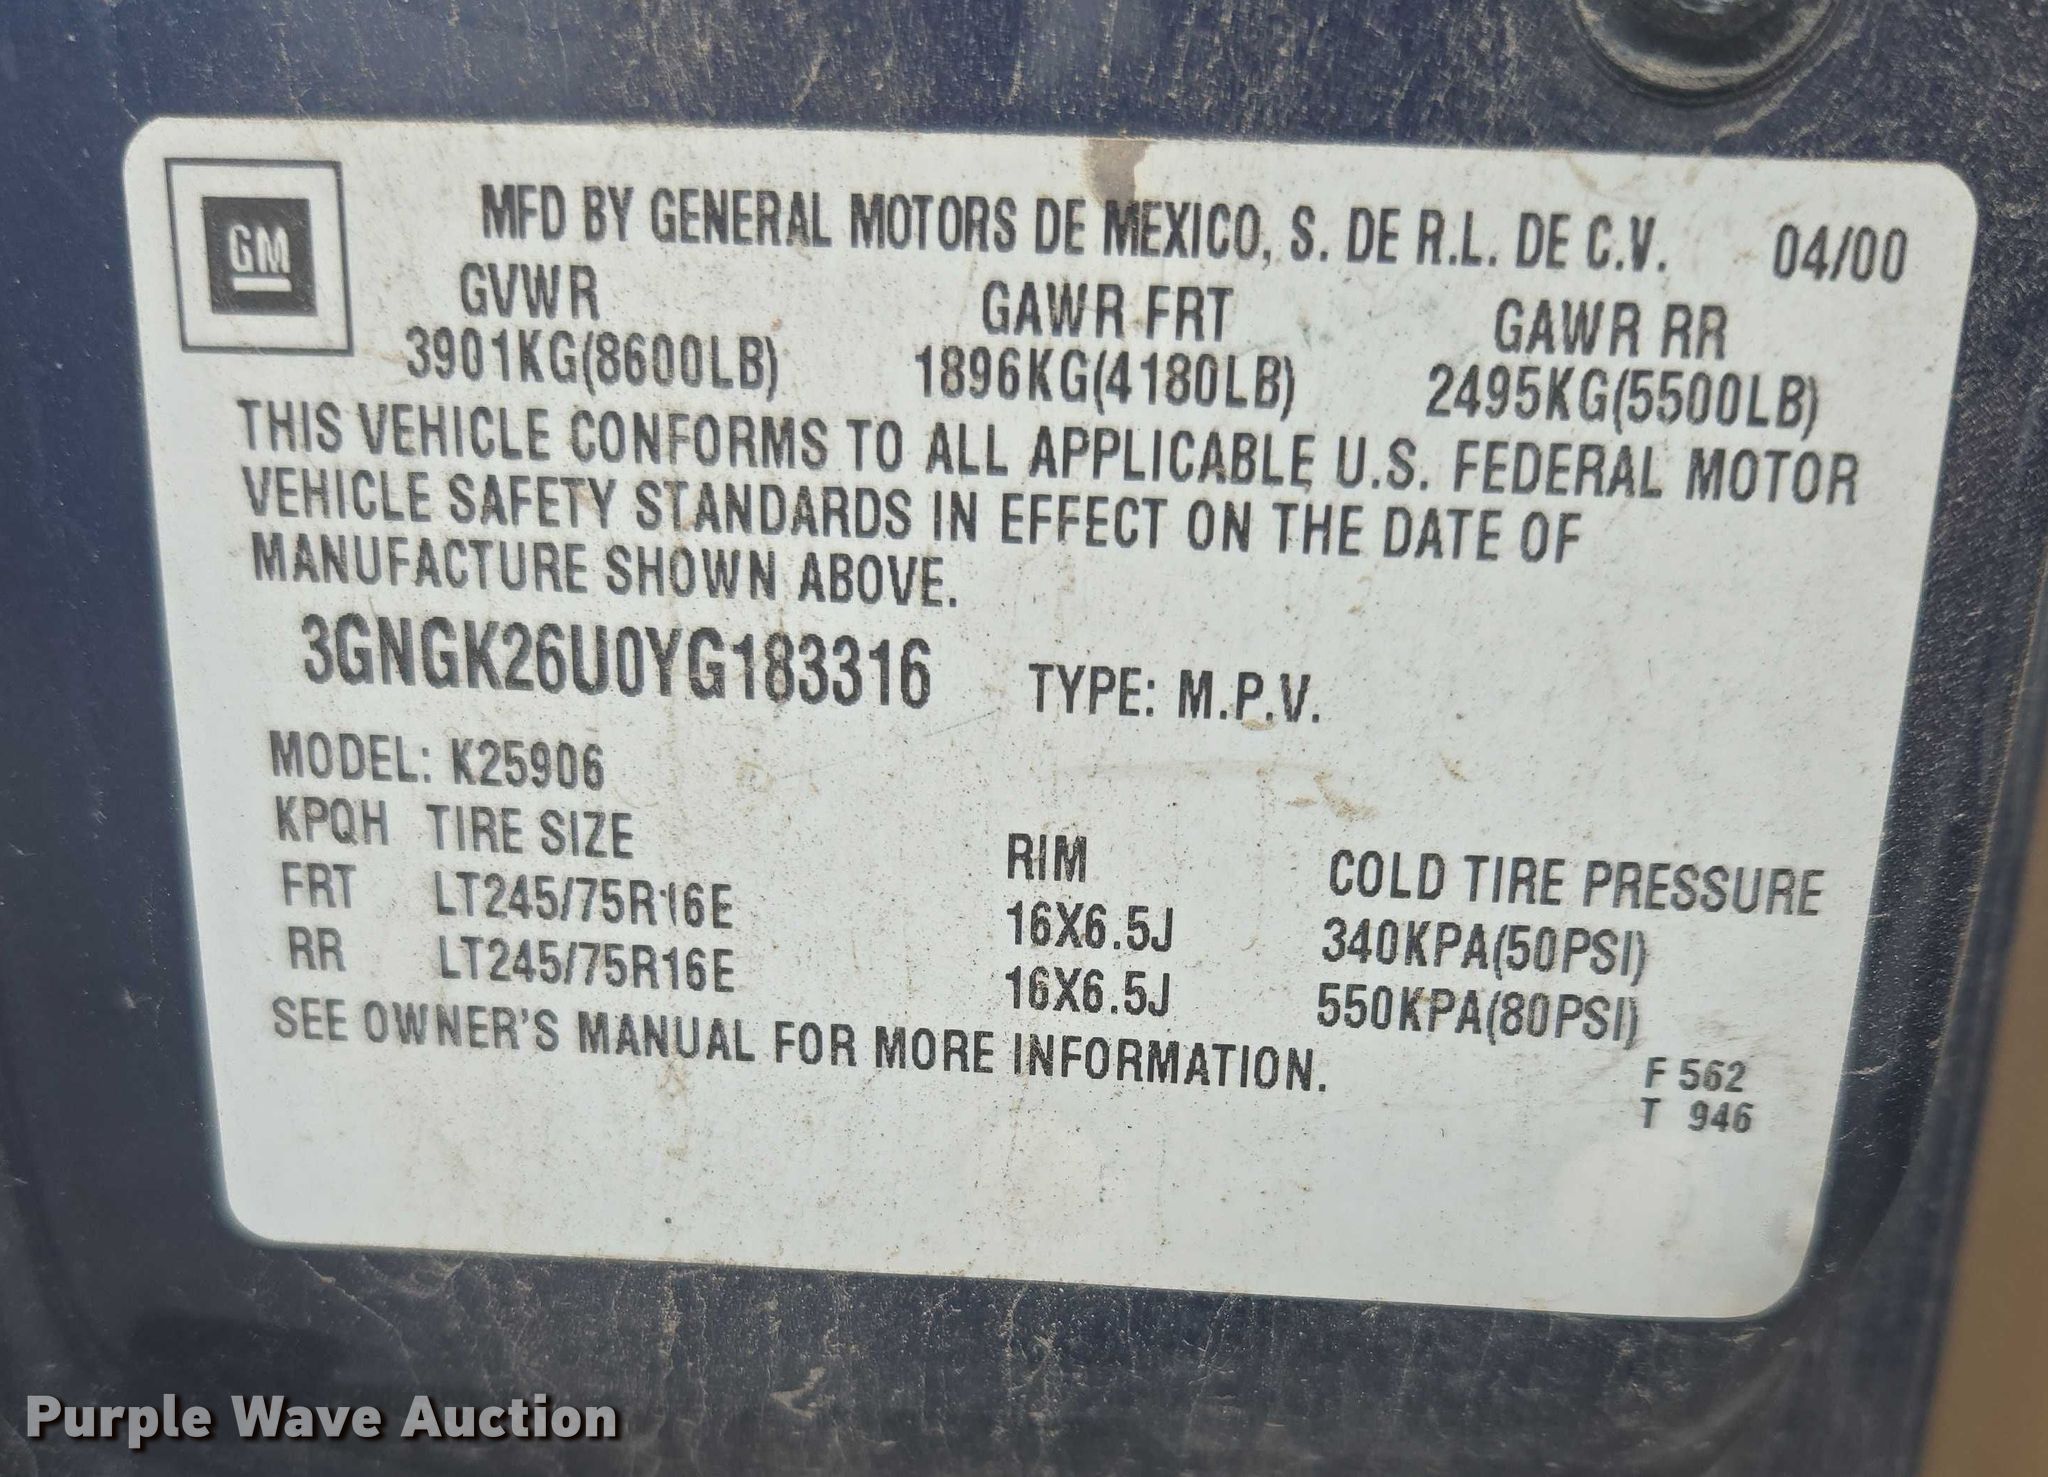 GM
MFD BY GENERAL MOTORS DE MEXICO, S. DE R.L. DE C.V. 04/00
GVWR GAWR FRT GAWR RR
3901KG(8600LB) 1896KG(4180LB) 2495KG(5500LB)
THIS VEHICLE CONFORMS TO ALL APPLICABLE U.S. FEDERAL MOTOR
VEHICLE SAFETY STANDARDS IN EFFECT ON THE DATE OF
MANUFACTURE SHOWN ABOVE.
3GNGK26U0YG183316 TYPE: M.P.V.
MODEL: K25906
KPQH TIRE SIZE RIM COLD TIRE PRESSURE
FRT LT245/75R16E 16X6.5J 340KPA(50PSI)
RR LT245/75R16E 16X6.5J 550KPA(80PSI)
SEE OWNER'S MANUAL FOR MORE INFORMATION.
F 562
T 946
Purple Wave Auction